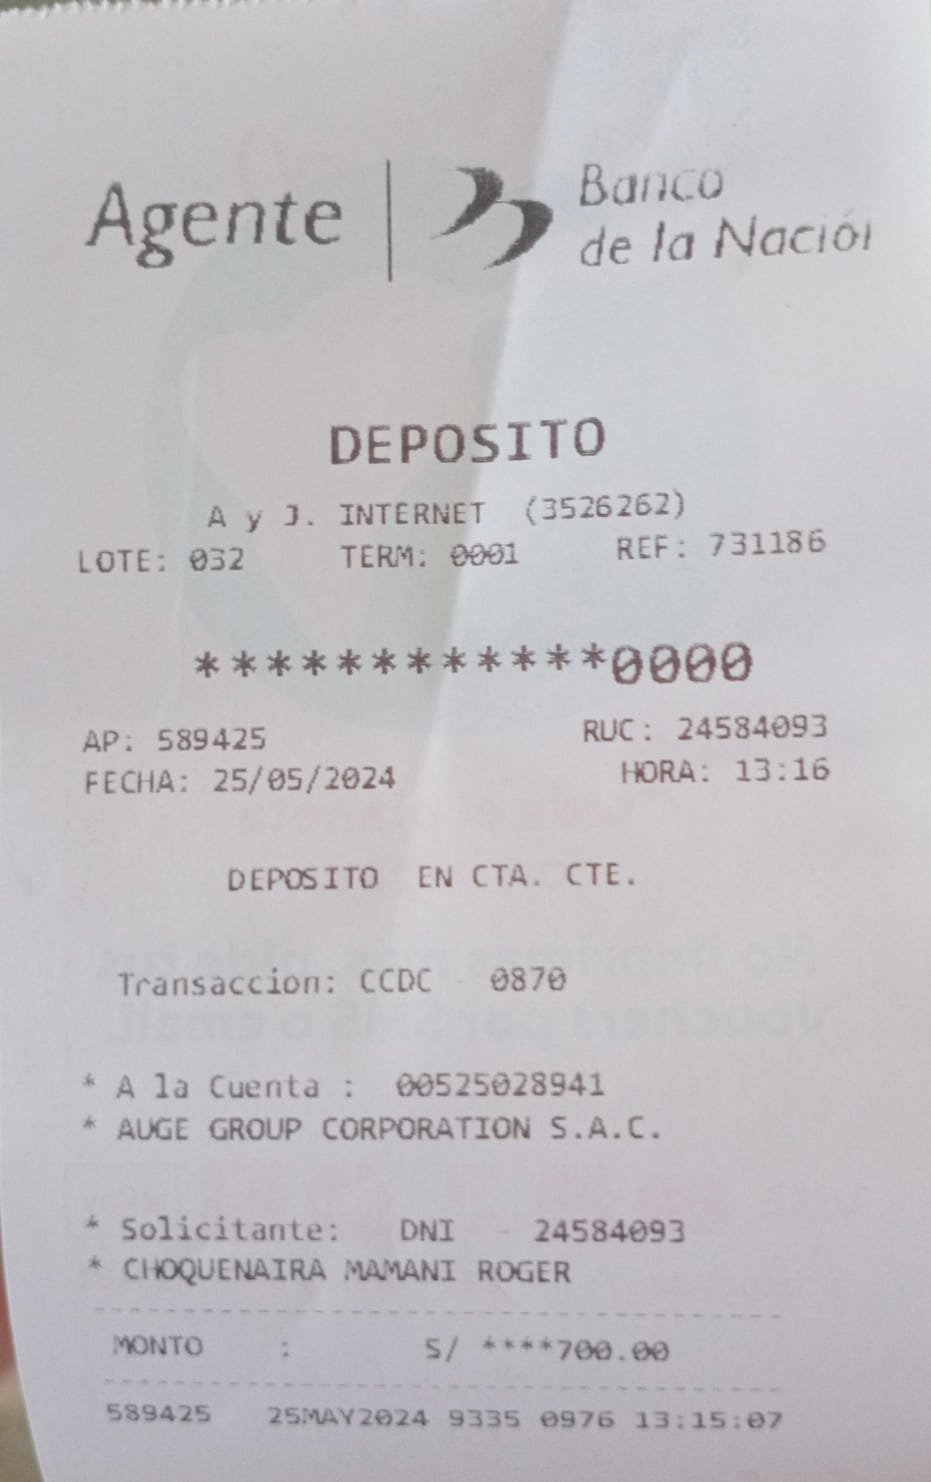 Agente | Banco
de la Nación
DEPOSITO
A y J. INTERNET (3526262)
LOTE: 032 TERM: 0001 REF: 731186
************0000
AP: 589425 RUC: 24584093
FECHA: 25/05/2024 HORA: 13:16
DEPOSITO EN CTA. CTE.
Transaccion: CCDC 0870
* A la Cuenta : 00525028941
* AUGE GROUP CORPORATION S.A.C.
* Solicitante: DNI - 24584093
* CHOQUENAIRA MAMANI ROGER
MONTO : S/ ****700.00
589425 25MAY2024 9335 0976 13:15:07